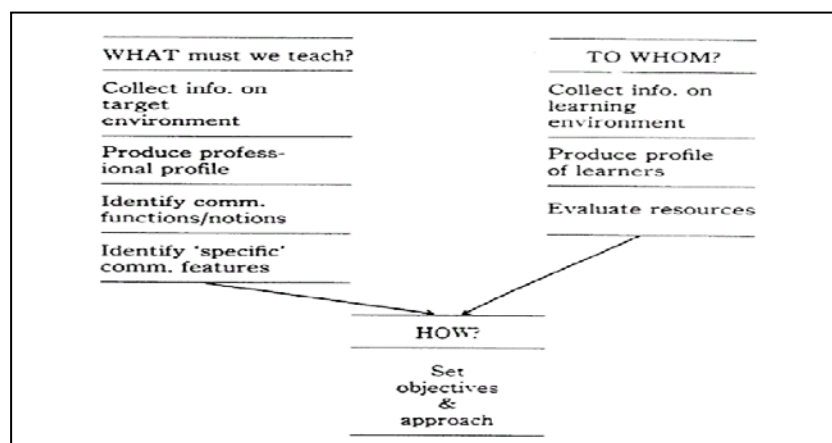 WHAT must we teach?
Collect info. on
target
environment
Produce profess-
ional profile
Identify comm.
functions/notions
Identify 'specific'
comm. features
TO WHOM?
Collect info. on
learning
environment
Produce profile
of learners
Evaluate resources
HOW?
Set
objectives
&
approach